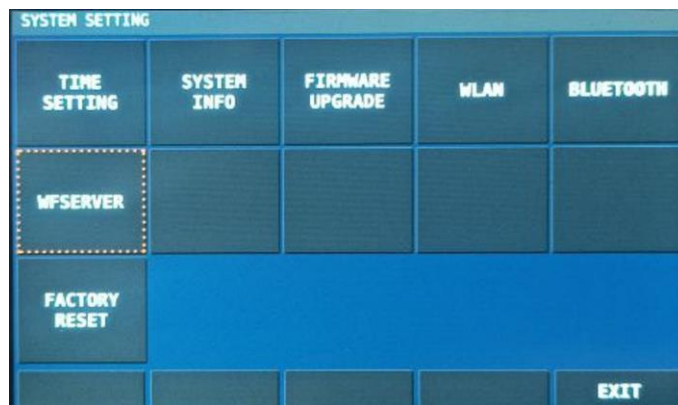 SYSTEM SETTING
TIME
SETTING
SYSTEM
INFO
FIRMWARE
UPGRADE
WLAN
BLUETOOTH
WFSERVER
FACTORY
RESET
EXIT